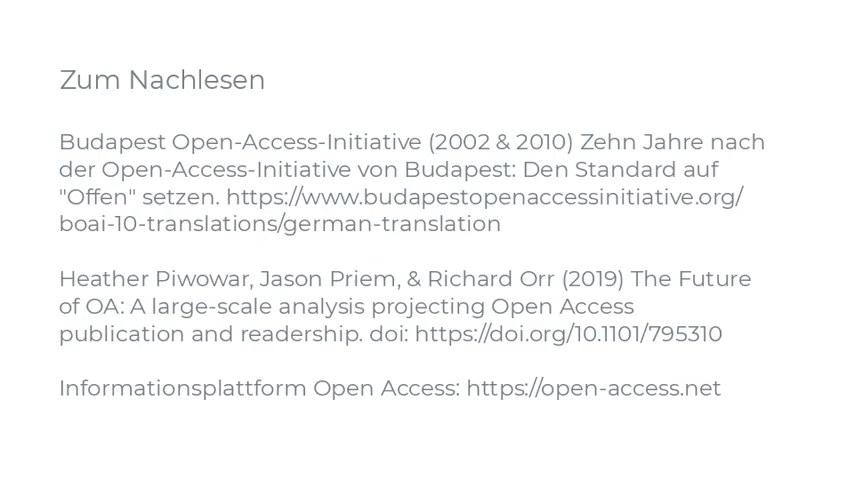 Zum Nachlesen
Budapest Open-Access-Initiative (2002 & 2010) Zehn Jahre nach
der Open-Access-Initiative von Budapest: Den Standard auf
"Offen" setzen. https://www.budapestopenaccessinitiative.org/
boai-10-translations/german-translation
Heather Piwowar, Jason Priem, & Richard Orr (2019) The Future
of OA: A large-scale analysis projecting Open Access
publication and readership. doi: https://doi.org/10.1101/795310
Informationsplattform Open Access: https://open-access.net